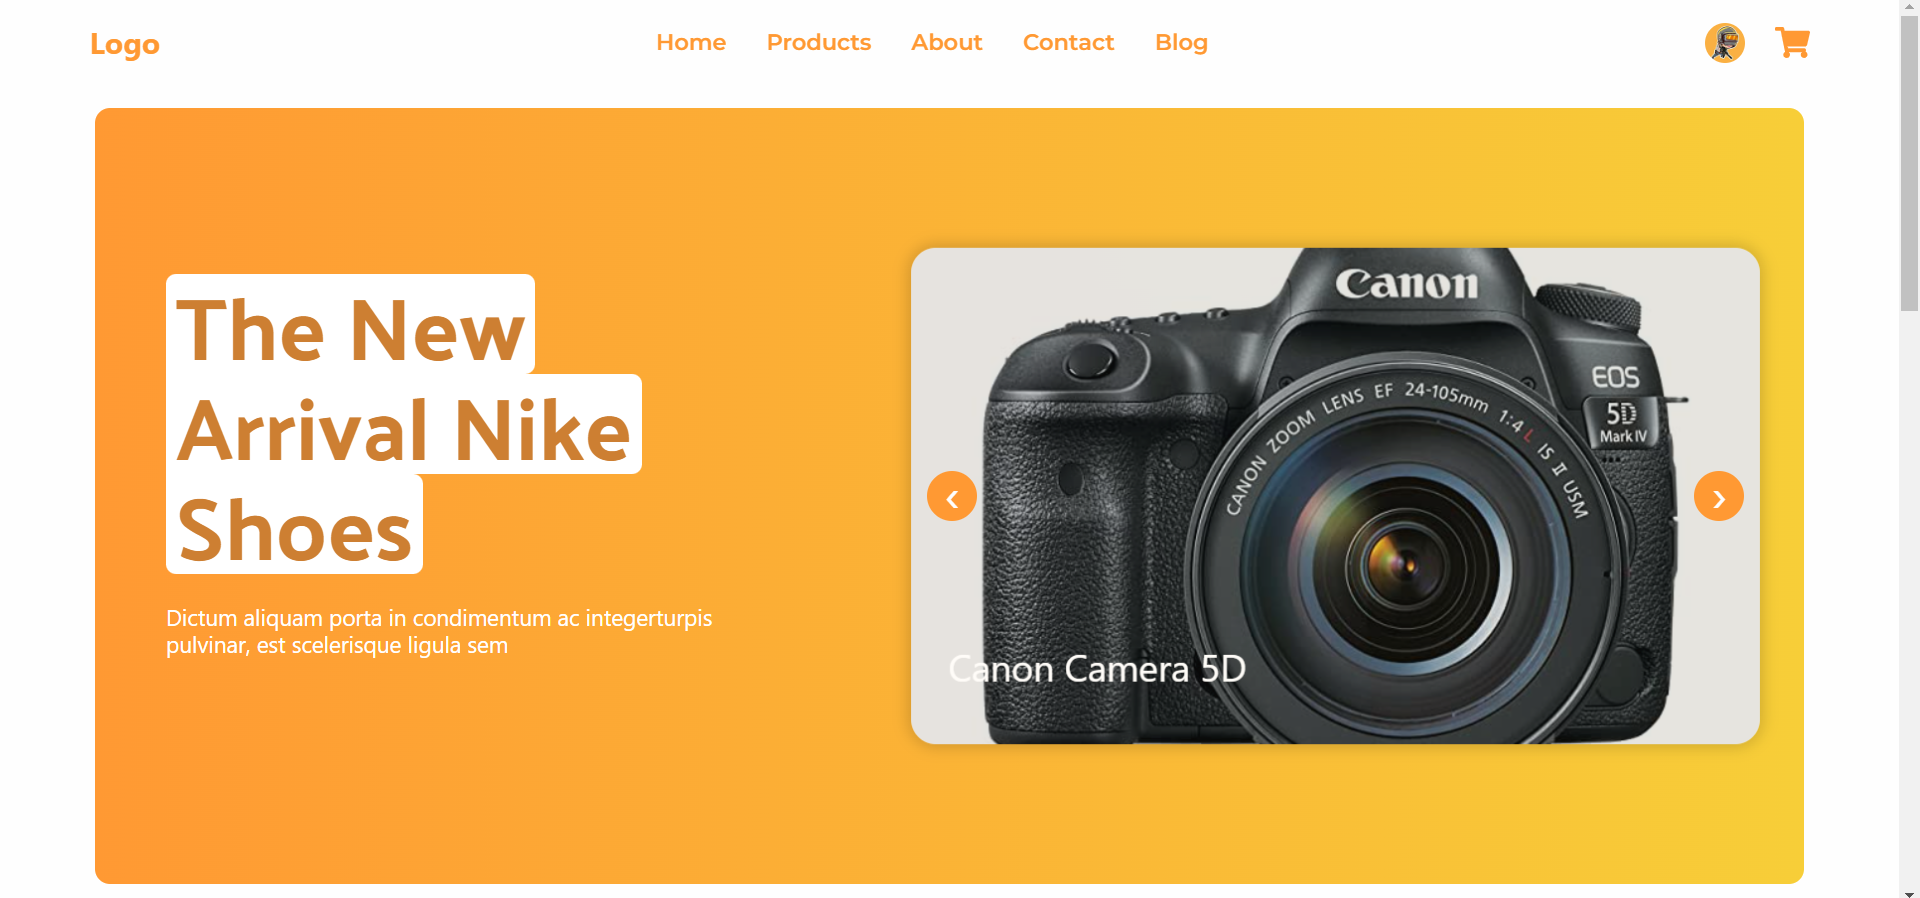 Logo
Home Products About Contact Blog
The New
Arrival Nike
Shoes
Dictum aliquam porta in condimentum ac integerturpis
pulvinar, est scelerisque ligula sem
Canon
EOS
5D
Mark IV
CANON ZOOM LENS EF 24-105mm 1:4 L IS II USM
Canon Camera 5D
‹
›